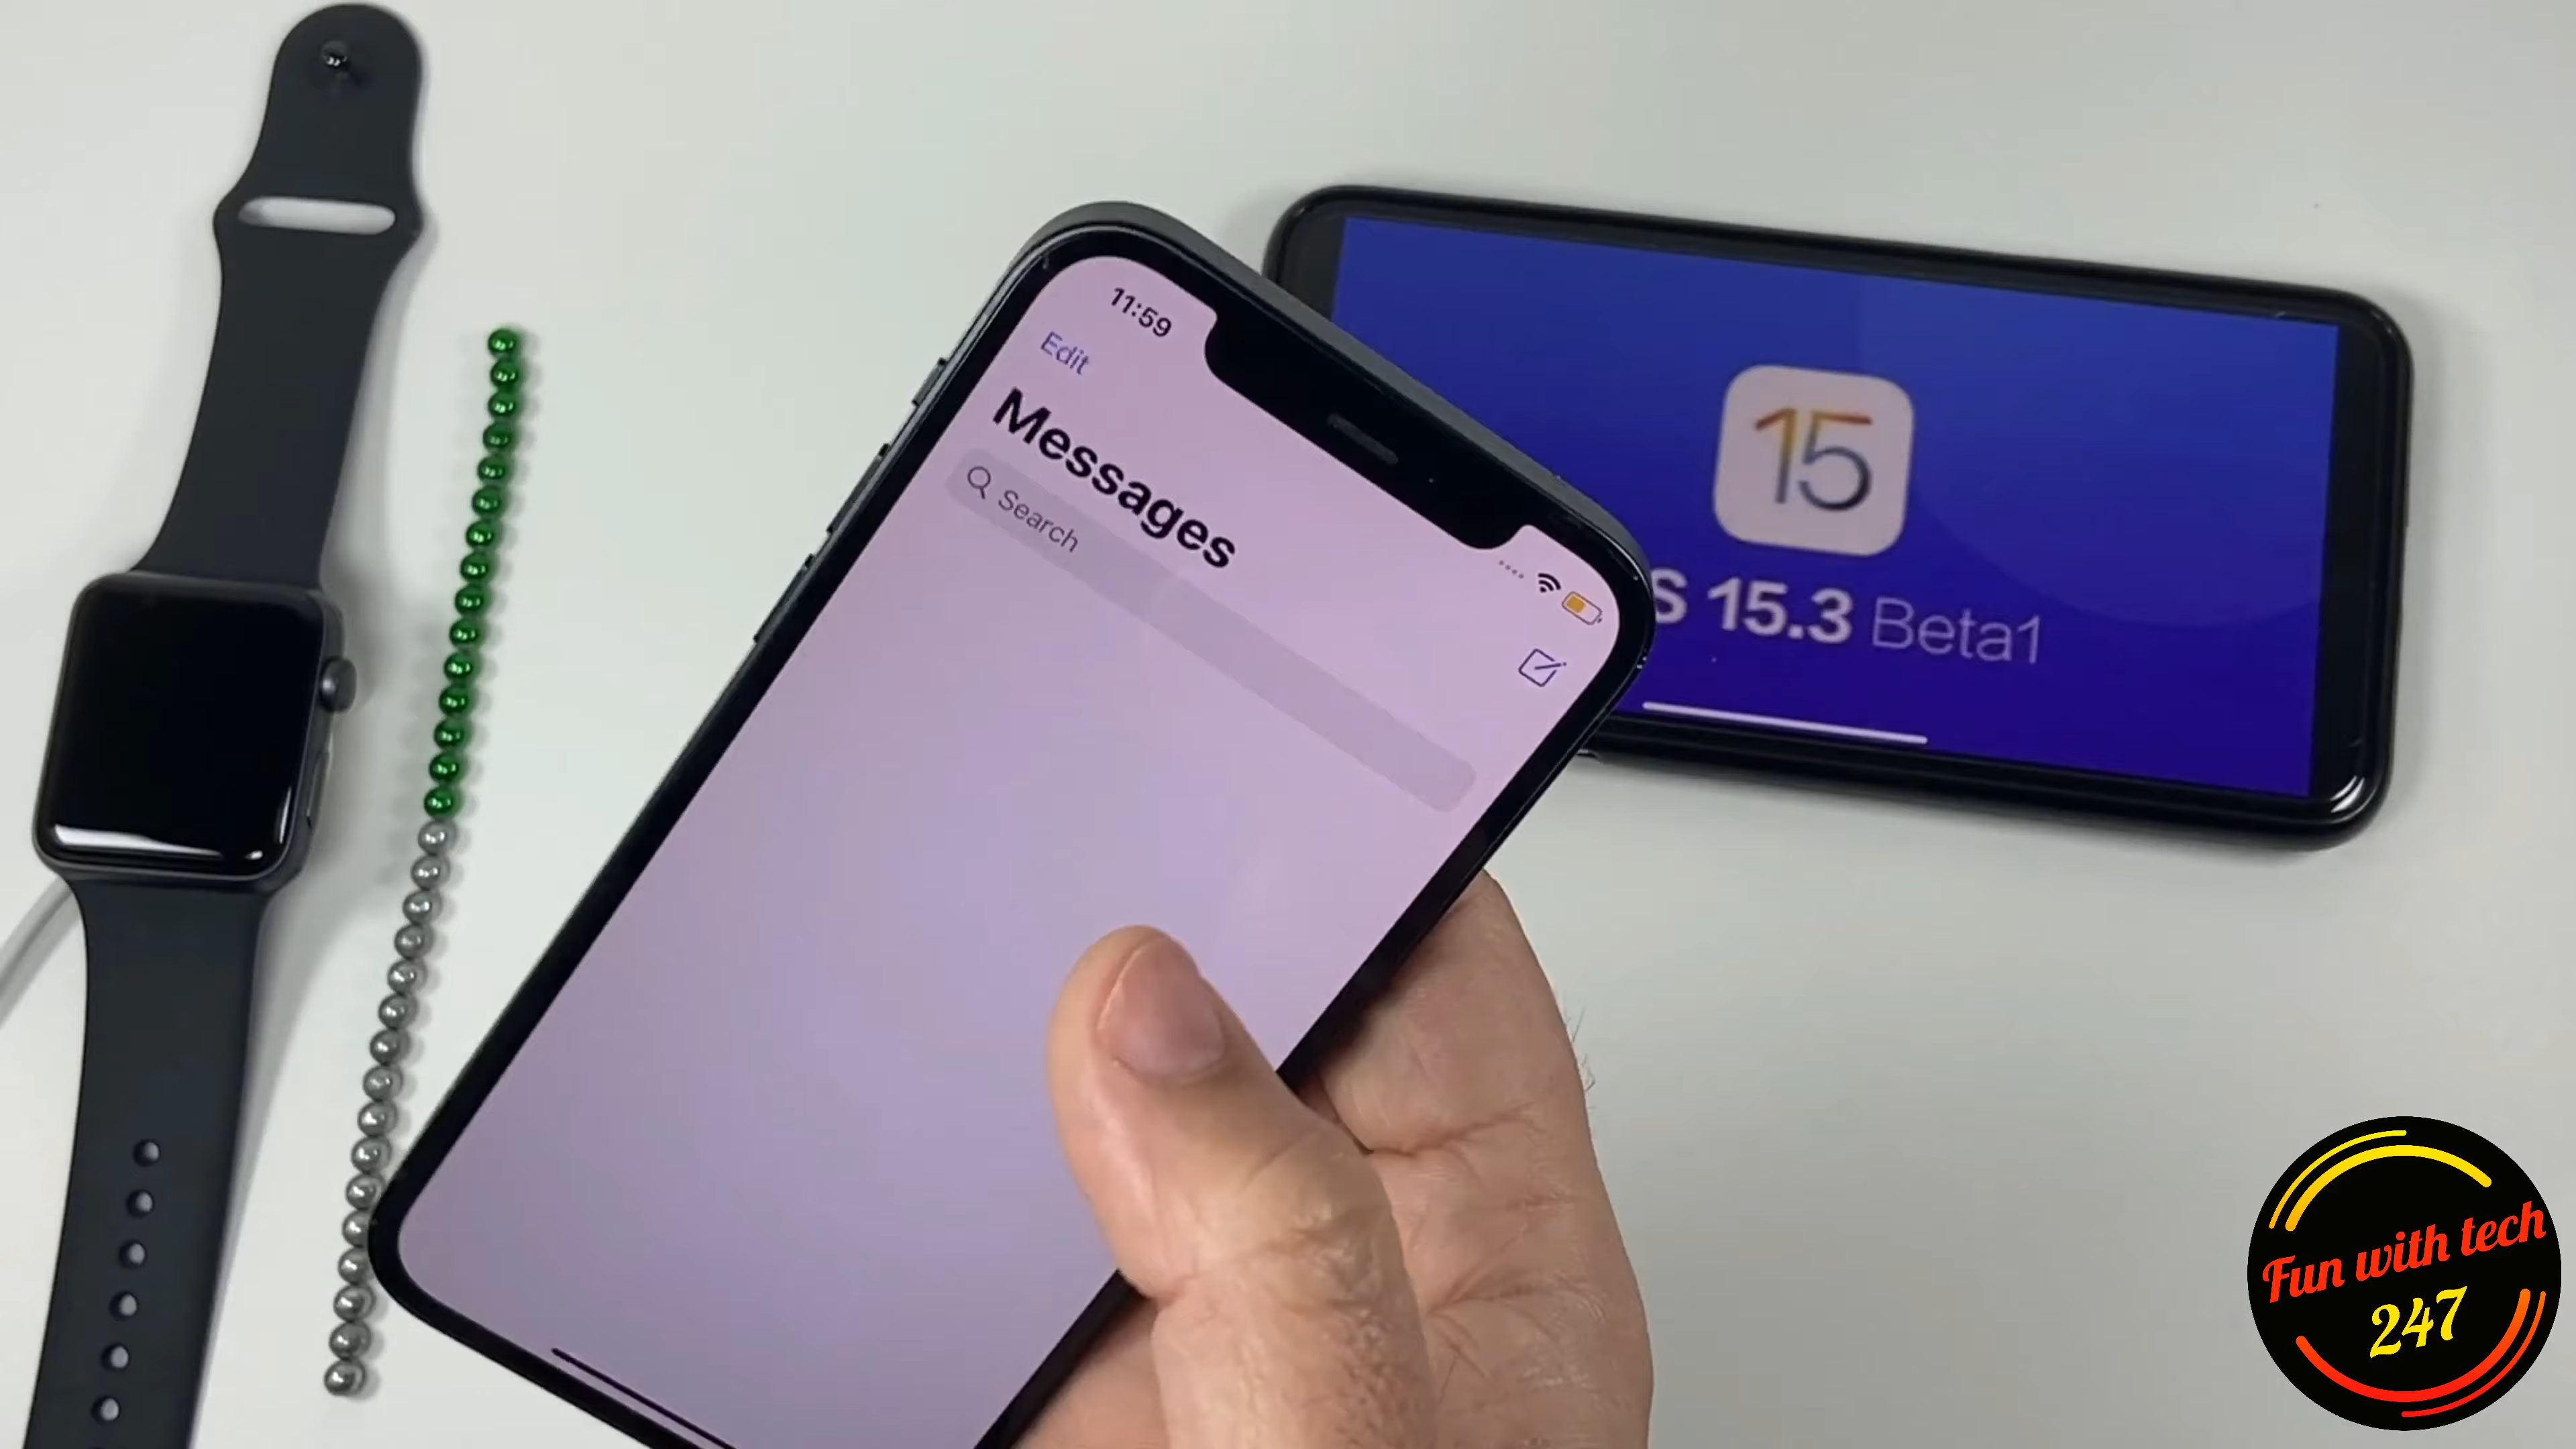 11:59
Edit
Messages
Search
15
S 15.3 Beta1
Fun with tech
247